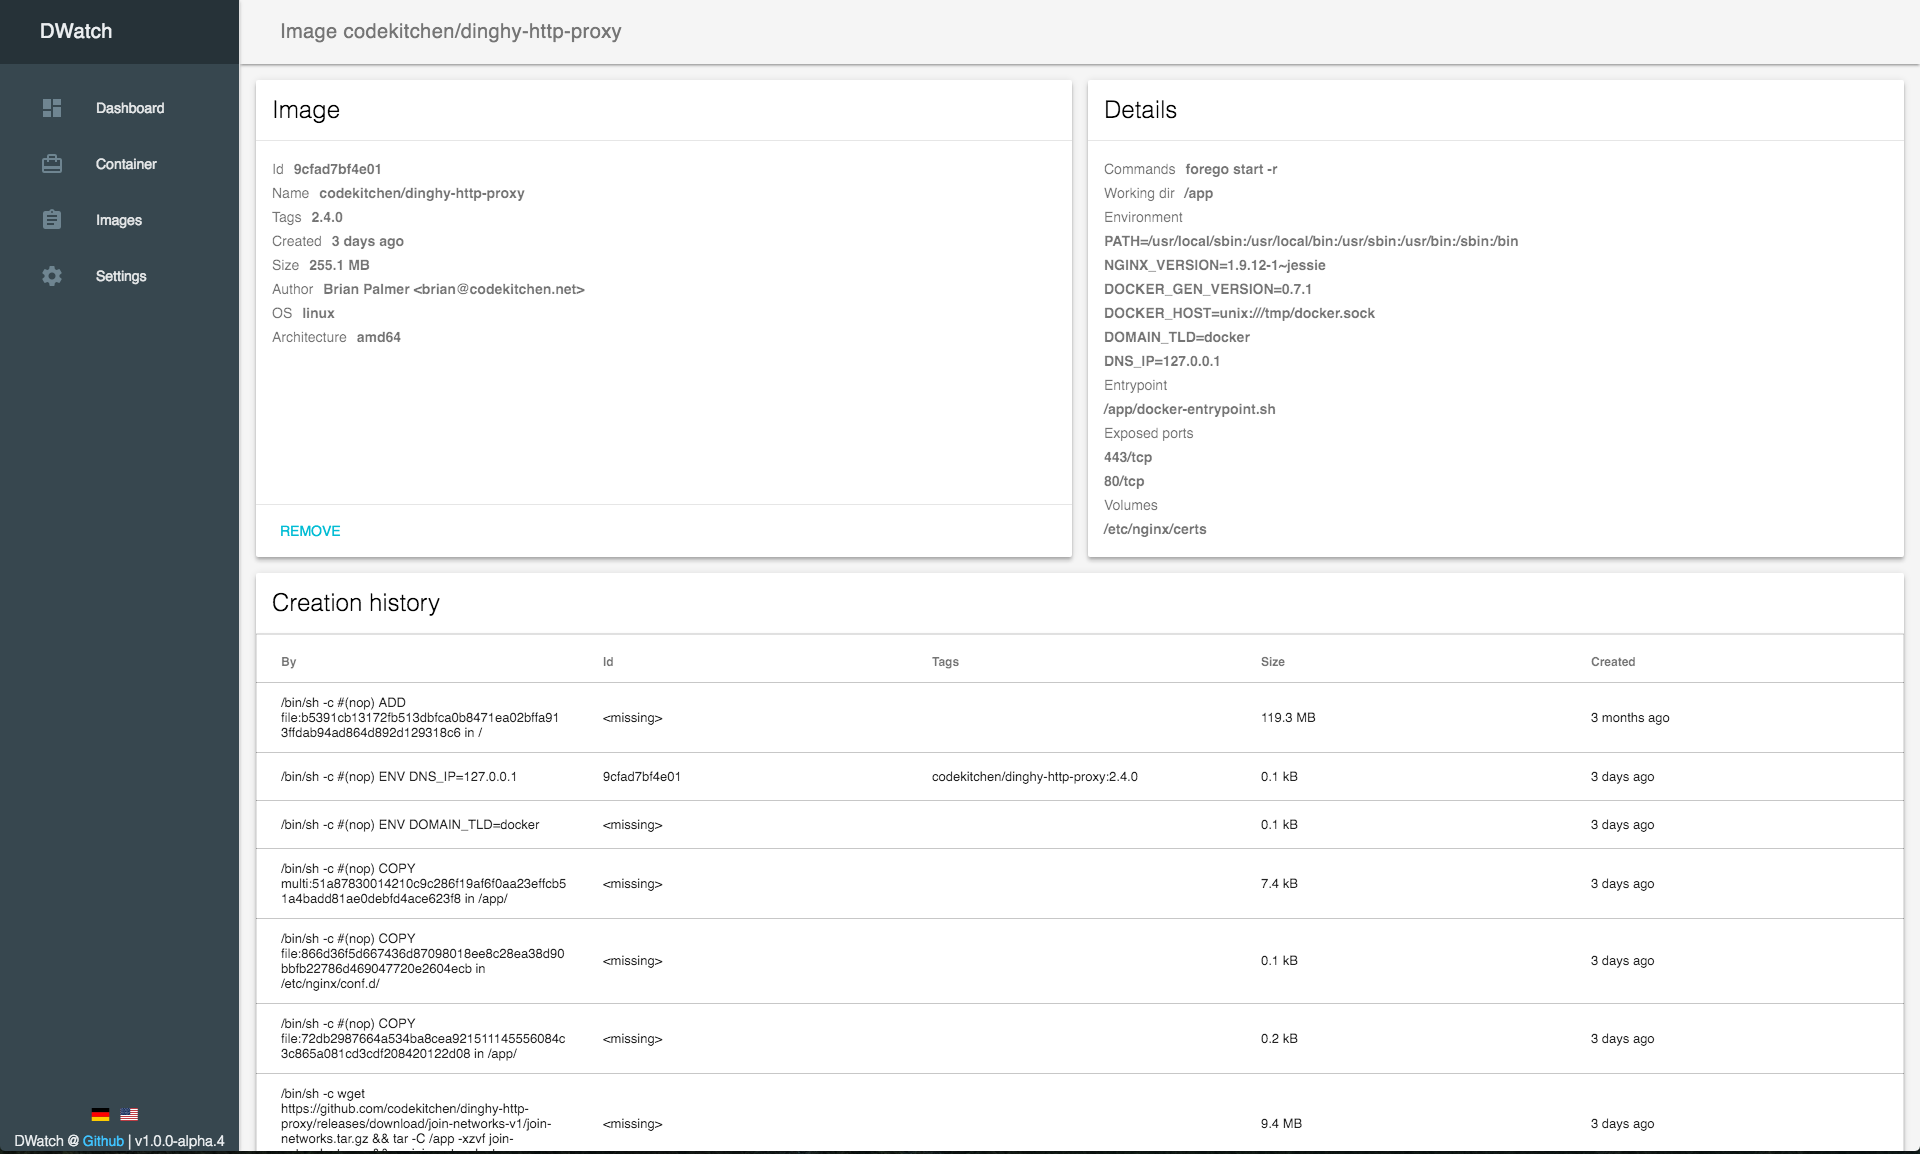 DWatch
Image codekitchen/dinghy-http-proxy
Dashboard
Container
Images
Settings
Image
Id 9cfad7bf4e01
Name codekitchen/dinghy-http-proxy
Tags 2.4.0
Created 3 days ago
Size 255.1 MB
Author Brian Palmer <brian@codekitchen.net>
OS linux
Architecture amd64
REMOVE
Details
Commands forego start -r
Working dir /app
Environment
PATH=/usr/local/sbin:/usr/local/bin:/usr/sbin:/usr/bin:/sbin:/bin
NGINX_VERSION=1.9.12-1~jessie
DOCKER_GEN_VERSION=0.7.1
DOCKER_HOST=unix:///tmp/docker.sock
DOMAIN_TLD=docker
DNS_IP=127.0.0.1
Entrypoint
/app/docker-entrypoint.sh
Exposed ports
443/tcp
80/tcp
Volumes
/etc/nginx/certs
Creation history
By Id Tags Size Created
/bin/sh -c #(nop) ADD
file:b5391cb13172fb513dbfca0b8471ea02bffa91
3ffdab94ad864d892d129318c6 in /
<missing> 119.3 MB 3 months ago
/bin/sh -c #(nop) ENV DNS_IP=127.0.0.1 9cfad7bf4e01 codekitchen/dinghy-http-proxy:2.4.0 0.1 kB 3 days ago
/bin/sh -c #(nop) ENV DOMAIN_TLD=docker <missing> 0.1 kB 3 days ago
/bin/sh -c #(nop) COPY
multi:51a87830014210c9c286f19af6f0aa23effcb5
1a4badd81ae0debfd4ace623f8 in /app/
<missing> 7.4 kB 3 days ago
/bin/sh -c #(nop) COPY
file:866d36f5d667436d87098018ee8c28ea38d90
bbfb22786d469047720e2604ecb in
/etc/nginx/conf.d/
<missing> 0.1 kB 3 days ago
/bin/sh -c #(nop) COPY
file:72db2987664a534ba8cea921511145556084c
3c865a081cd3cdf208420122d08 in /app/
<missing> 0.2 kB 3 days ago
/bin/sh -c wget
https://github.com/codekitchen/dinghy-http-
proxy/releases/download/join-networks-v1/join-
networks.tar.gz && tar -C /app -xzvf join-
<missing> 9.4 MB 3 days ago
DWatch @ Github | v1.0.0-alpha.4